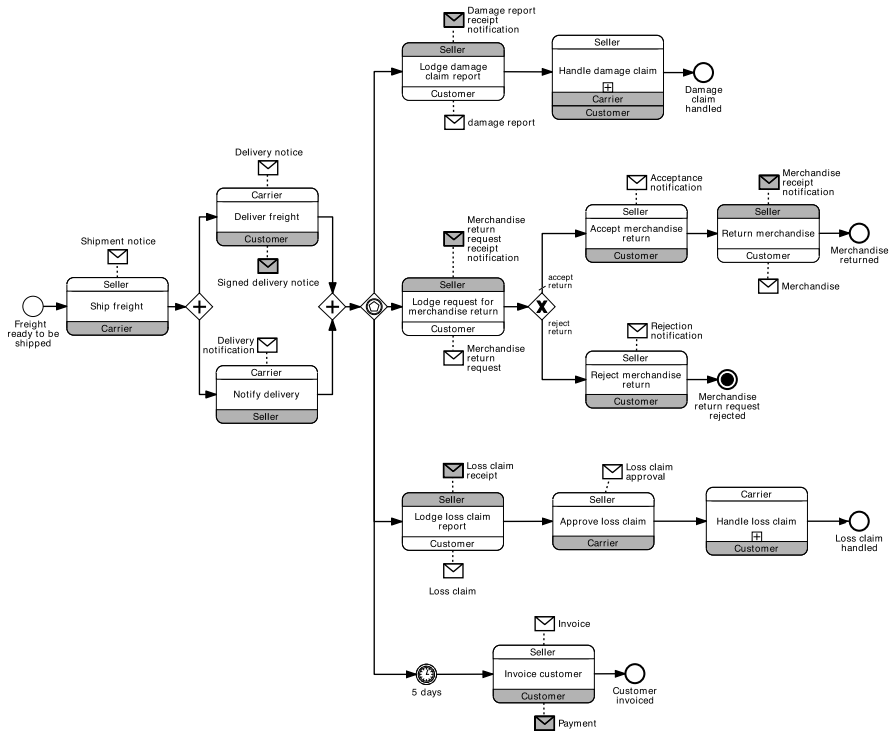 Damage report
receipt
notification
Seller
Lodge damage
claim report
Customer
damage report
Seller
Handle damage claim
Carrier
Customer
Damage
claim
handled
Delivery notice
Carrier
Deliver freight
Customer
Signed delivery notice
Shipment notice
Seller
Ship freight
Carrier
Freight
ready to be
shipped
Delivery
notification
Carrier
Notify delivery
Seller
Merchandise
return
request
receipt
notification
Seller
Lodge request for
merchandise return
Customer
Merchandise
return
request
accept
return
reject
return
Acceptance
notification
Seller
Accept merchandise
return
Customer
Merchandise
receipt
notification
Seller
Return merchandise
Customer
Merchandise
Merchandise
returned
Rejection
notification
Seller
Reject merchandise
return
Customer
Merchandise
return request
rejected
Loss claim
receipt
Seller
Lodge loss claim
report
Customer
Loss claim
Loss claim
approval
Seller
Approve loss claim
Carrier
Carrier
Handle loss claim
Customer
Loss claim
handled
5 days
Invoice
Seller
Invoice customer
Customer
Payment
Customer
invoiced